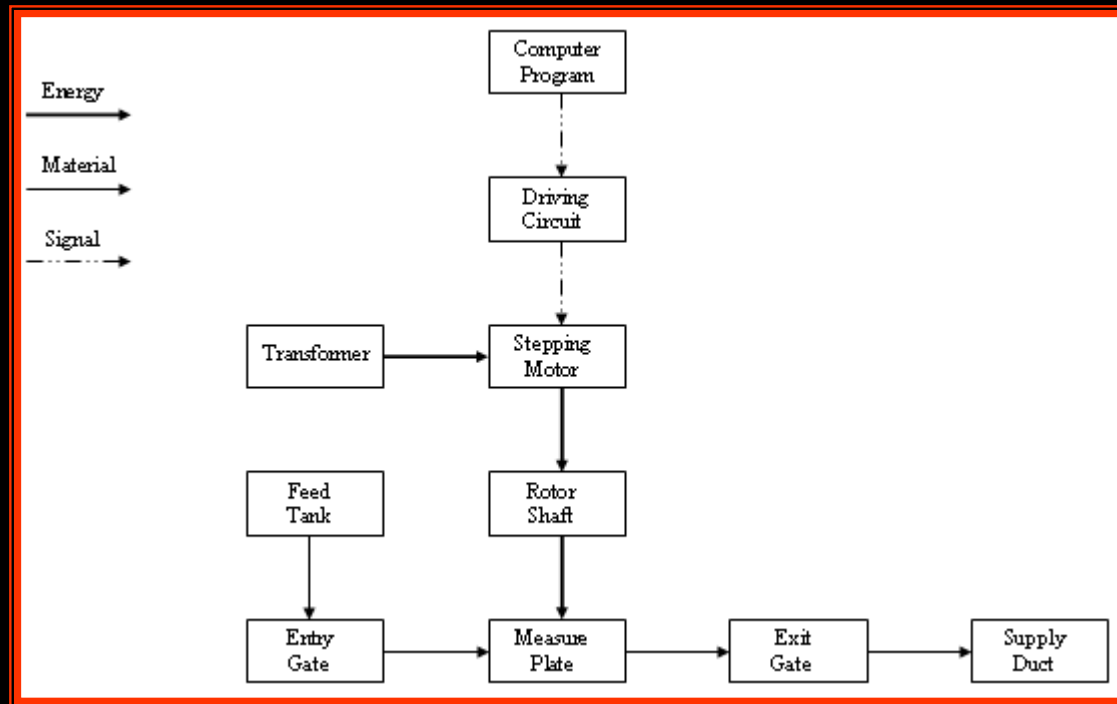 Computer
Program
Energy
Material
Driving
Circuit
Signal
Transformer
Stepping
Motor
Feed
Tank
Rotor
Shaft
Entry
Gate
Measure
Plate
Exit
Gate
Supply
Duct